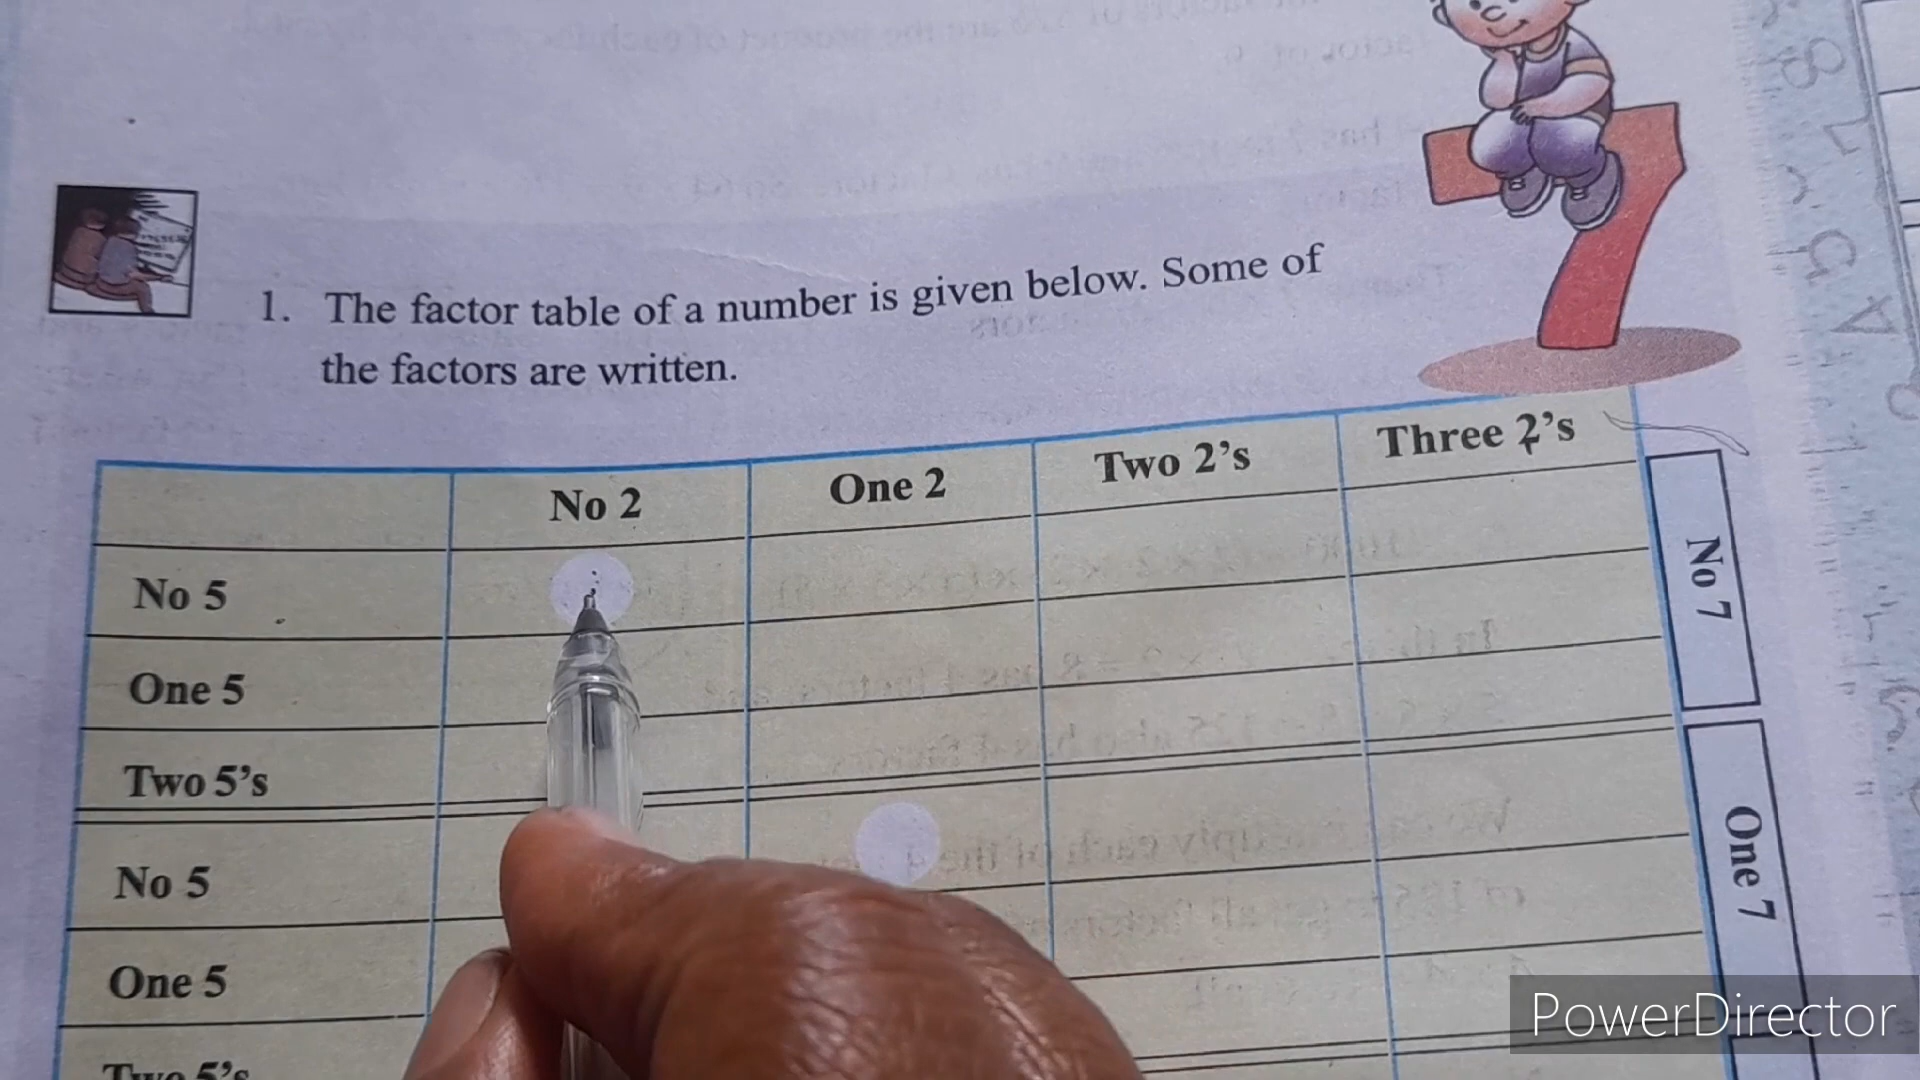 1. The factor table of a number is given below. Some of
the factors are written.
No 2 One 2 Two 2's Three 2's
No 5
One 5
Two 5's
No 7
No 5
One 5
Two 5's
One 7
PowerDirector